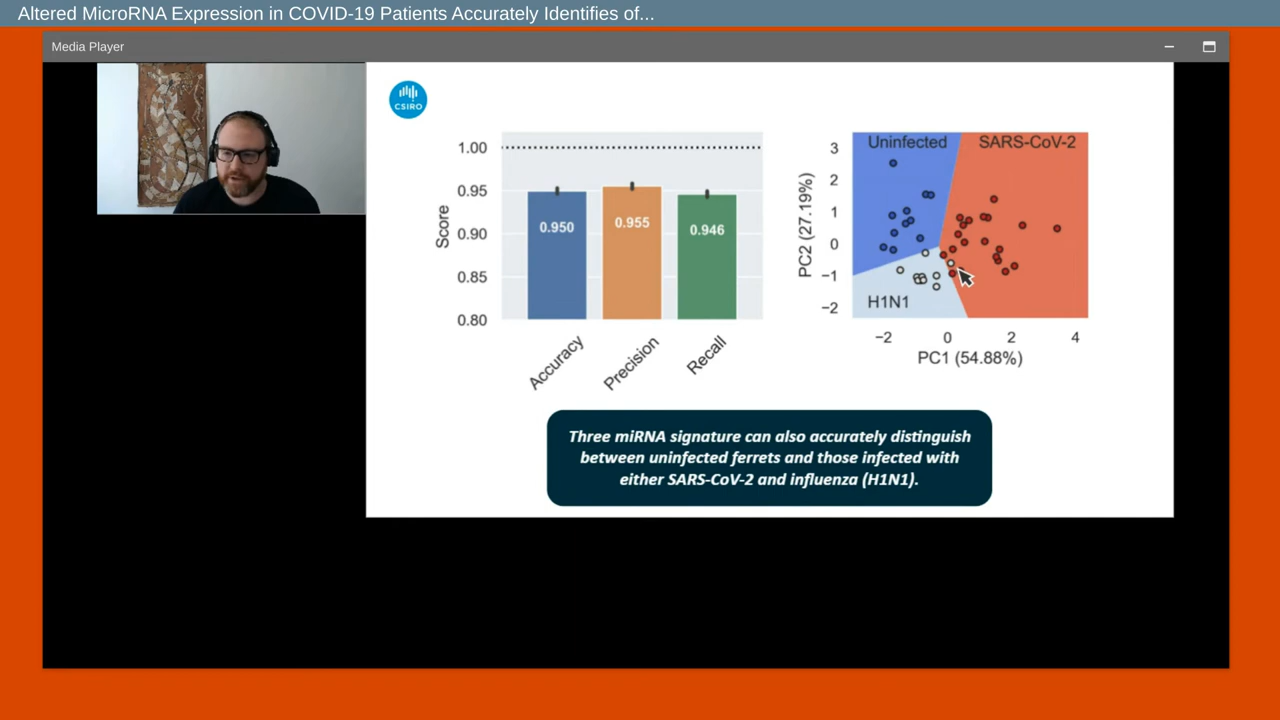 Altered MicroRNA Expression in COVID-19 Patients Accurately Identifies of...
Media Player
CSIRO
1.00
0.95
0.90
0.85
0.80
Score
0.950
0.955
0.946
Accuracy
Precision
Recall
3
2
1
0
−1
−2
PC2 (27.19%)
Uninfected
SARS-CoV-2
H1N1
−2
0
2
4
PC1 (54.88%)
Three miRNA signature can also accurately distinguish
between uninfected ferrets and those infected with
either SARS-CoV-2 and influenza (H1N1).